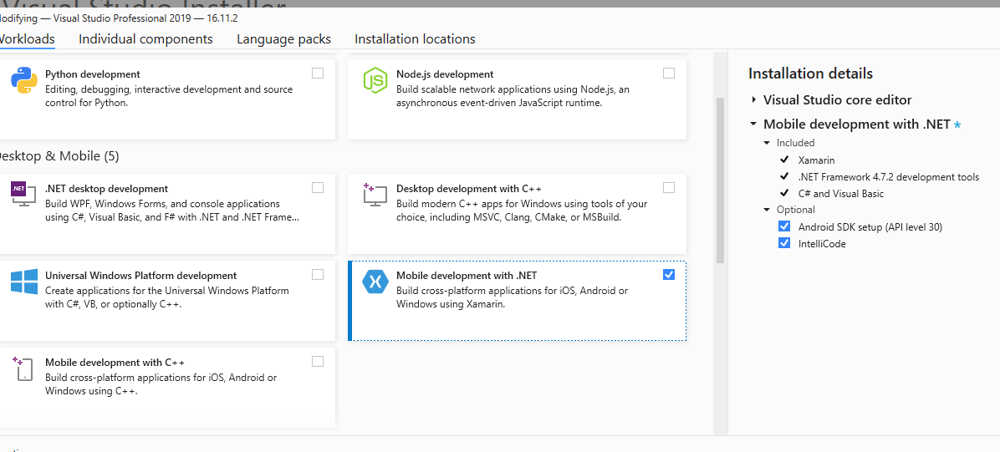 Visual Studio Installer
Modifying — Visual Studio Professional 2019 — 16.11.2
Workloads
Individual components
Language packs
Installation locations
Python development
Editing, debugging, interactive development and source
control for Python.
Node.js development
Build scalable network applications using Node.js, an
asynchronous event-driven JavaScript runtime.
Desktop & Mobile (5)
.NET
.NET desktop development
Build WPF, Windows Forms, and console applications
using C#, Visual Basic, and F# with .NET and .NET Frame...
Desktop development with C++
Build modern C++ apps for Windows using tools of your
choice, including MSVC, Clang, CMake, or MSBuild.
Universal Windows Platform development
Create applications for the Universal Windows Platform
with C#, VB, or optionally C++.
Mobile development with .NET
Build cross-platform applications for iOS, Android or
Windows using Xamarin.
Mobile development with C++
Build cross-platform applications for iOS, Android or
Windows using C++.
Installation details
Visual Studio core editor
Mobile development with .NET *
Included
Xamarin
.NET Framework 4.7.2 development tools
C# and Visual Basic
Optional
Android SDK setup (API level 30)
IntelliCode